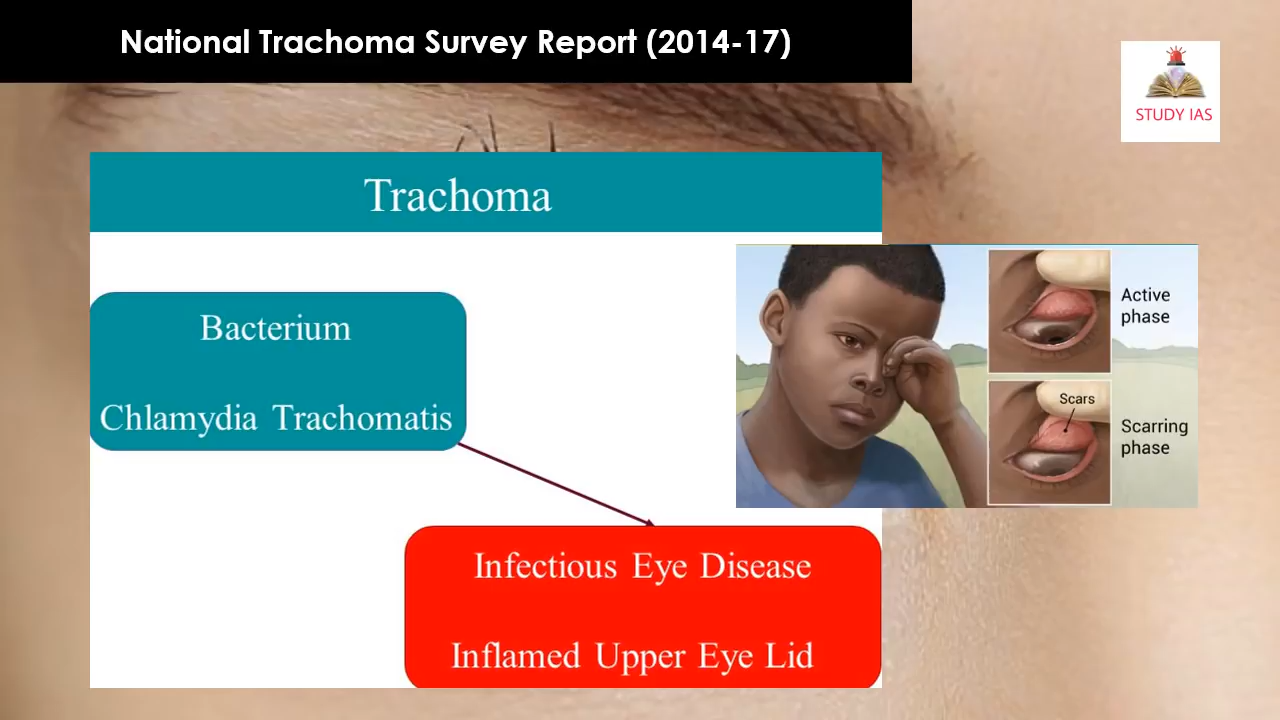 National Trachoma Survey Report (2014-17)
STUDY IAS
Trachoma
Bacterium
Chlamydia Trachomatis
Active
phase
Scars
Scarring
phase
Infectious Eye Disease
Inflamed Upper Eye Lid